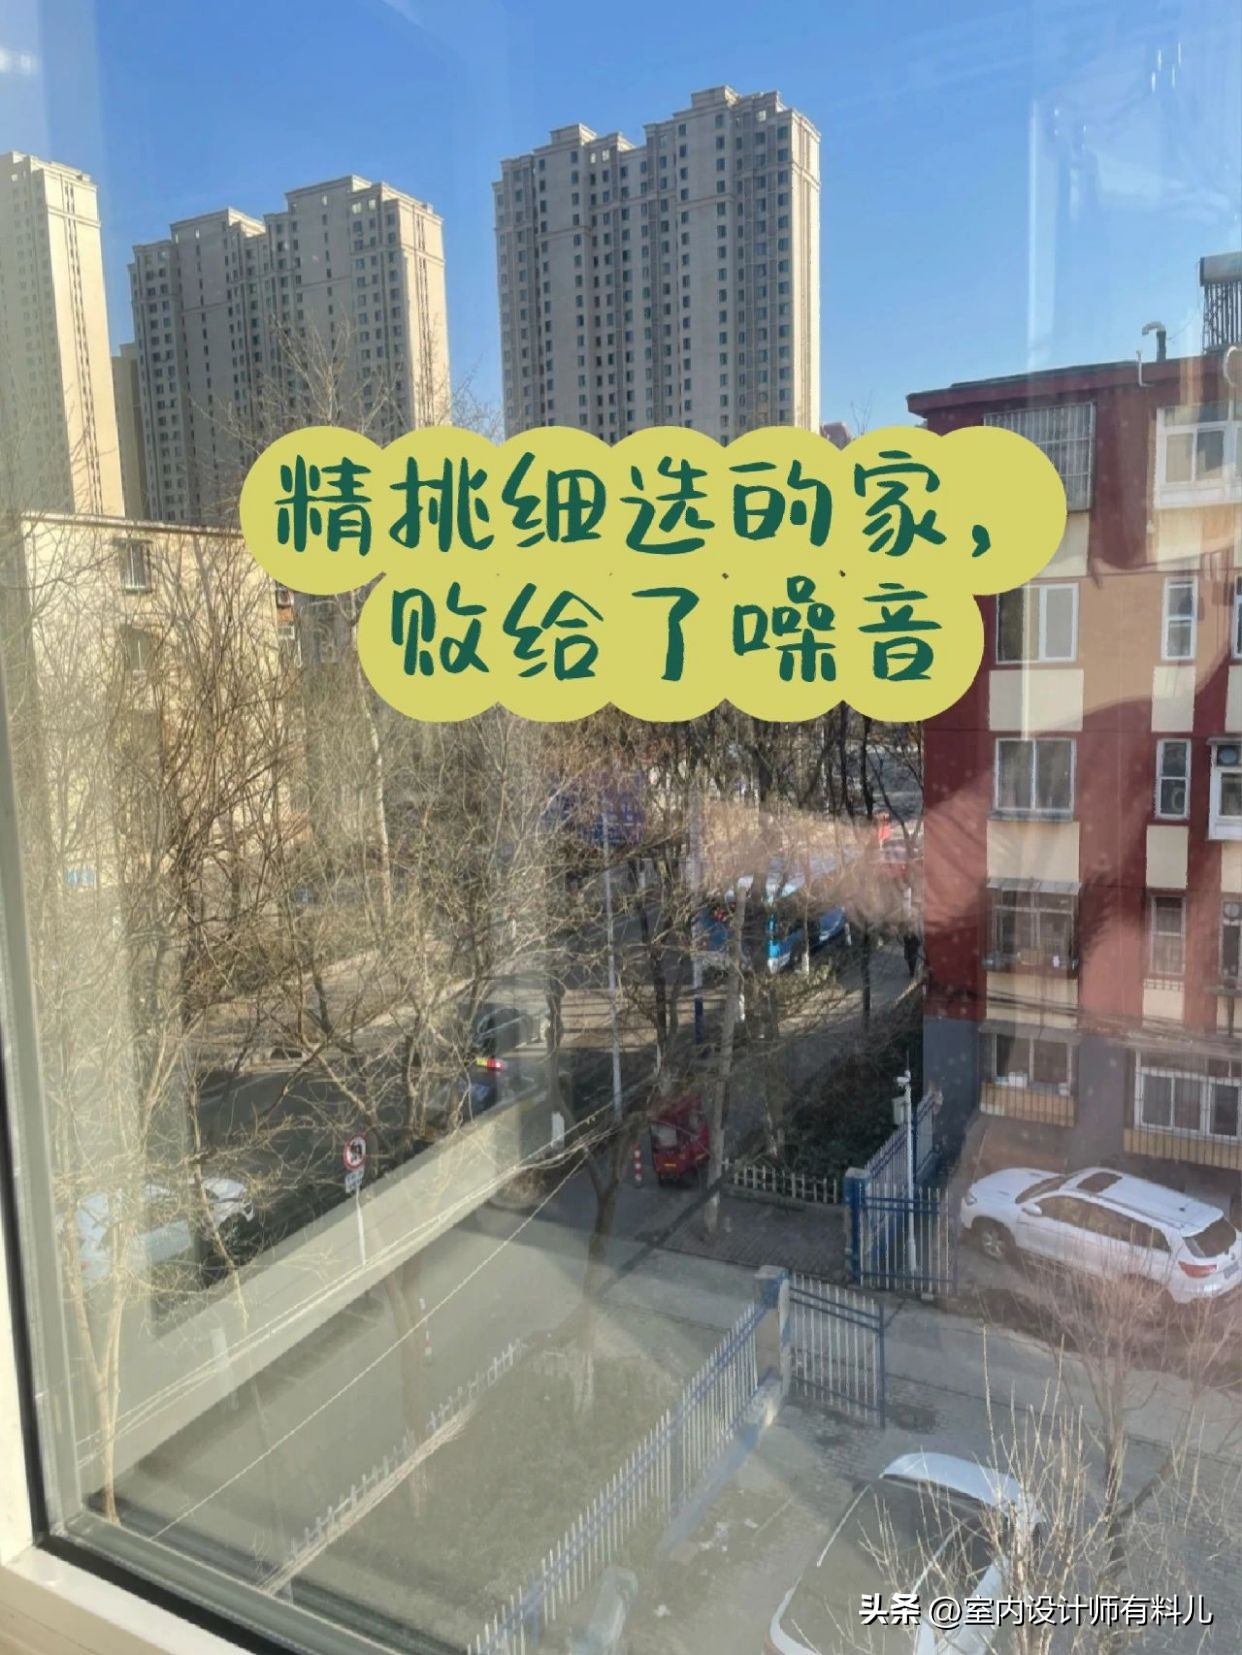 精挑细选的家，
败给了噪音
头条 @室内设计师有料儿